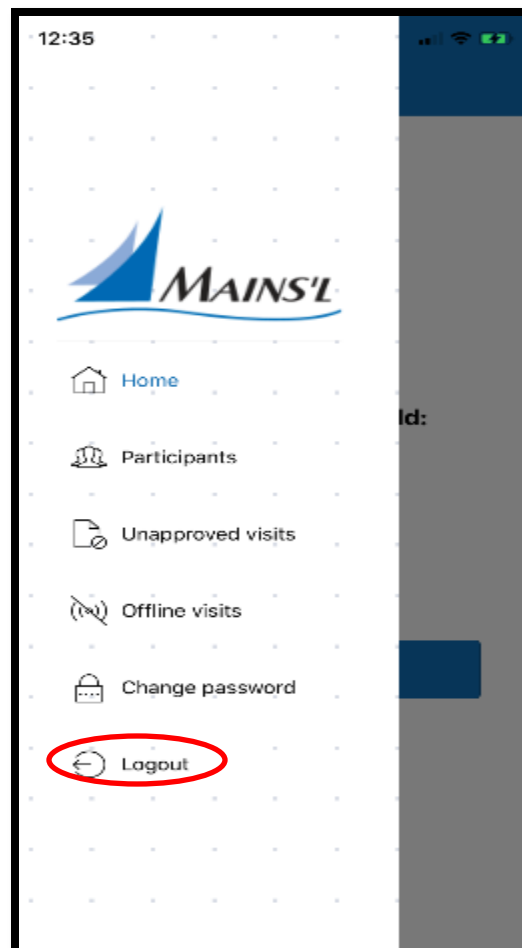 12:35
MAINS'L
Home
ld:
Participants
Unapproved visits
Offline visits
Change password
Logout